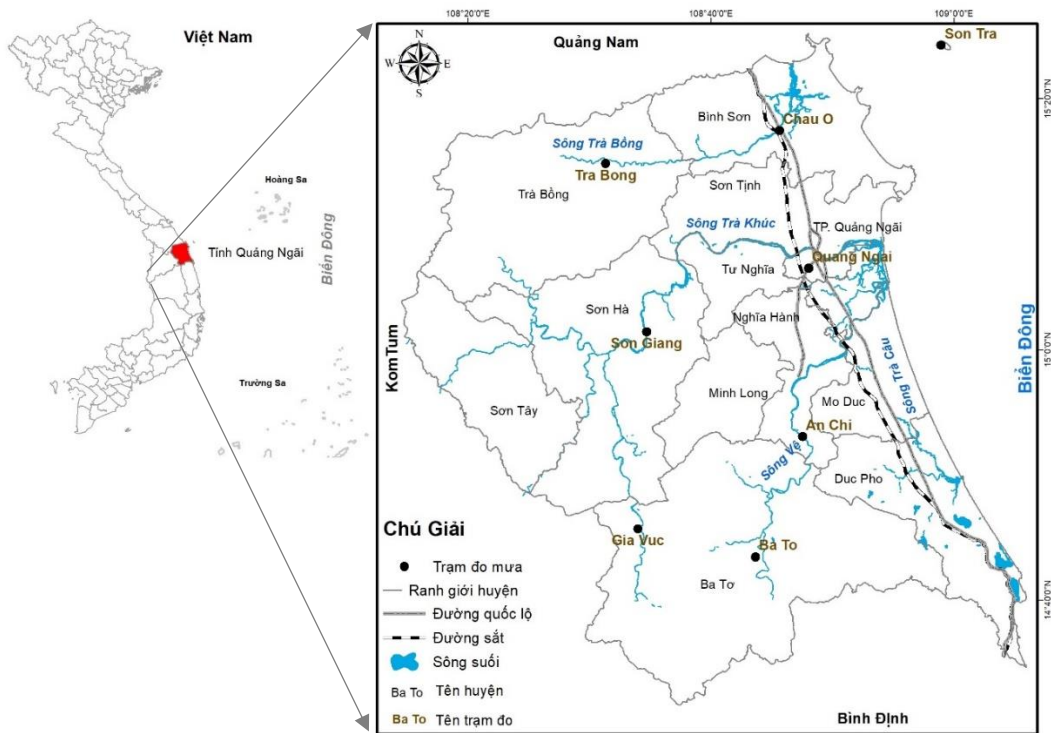 Việt Nam
Hoàng Sa
Tỉnh Quảng Ngãi
Biển Đông
Trường Sa
108°20'0"E
108°40'0"E
109°0'0"E
Quảng Nam
Son Tra
N
W
E
S
15°20'0"N
Bình Sơn
Chau O
Sông Trà Bồng
Tra Bong
Trà Bồng
Sơn Tịnh
Sông Trà Khúc
TP. Quảng Ngãi
Quang Ngai
Tư Nghĩa
Sơn Hà
Nghĩa Hành
Son Giang
15°0'0"N
KomTum
Biển Đông
Sông Trà Câu
Minh Long
Mo Duc
Sơn Tây
An Chi
Sông Vệ
Duc Pho
Gia Vuc
Ba To
Ba Tơ
14°40'0"N
Chú Giải
Trạm đo mưa
Ranh giới huyện
Đường quốc lộ
Đường sắt
Sông suối
Ba To Tên huyện
Ba To Tên trạm đo
Bình Định